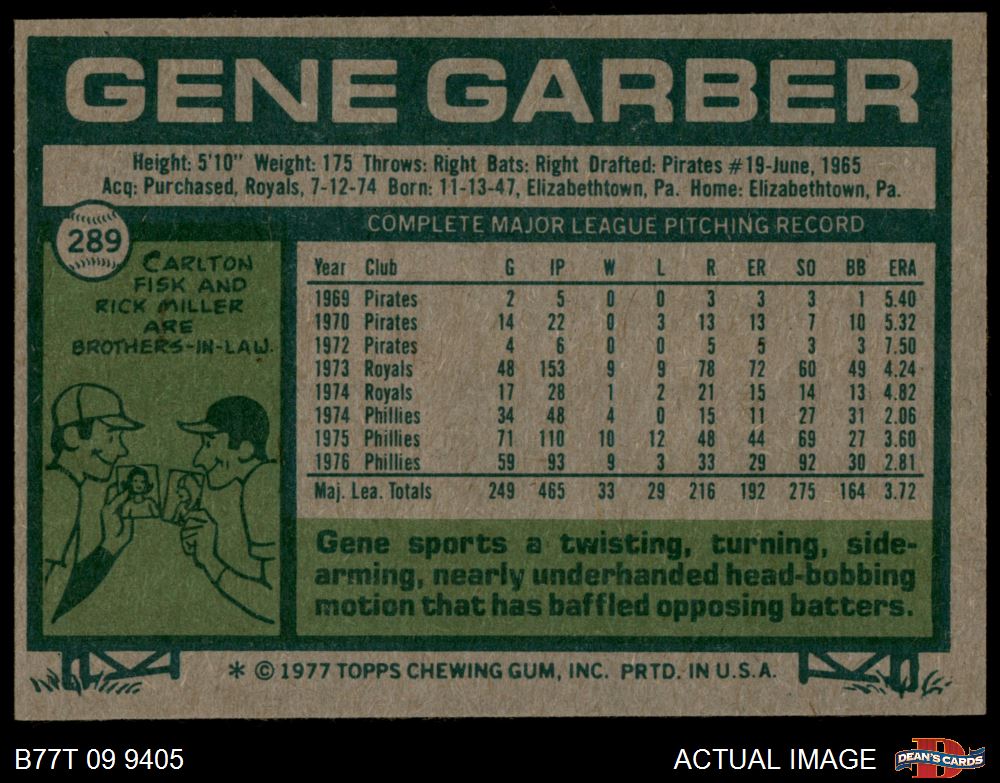 GENE GARBER
Height: 5'10" Weight: 175 Throws: Right Bats: Right Drafted: Pirates #19-June, 1965
Acq: Purchased, Royals, 7-12-74 Born: 11-13-47, Elizabethtown, Pa. Home: Elizabethtown, Pa.
289
CARLTON
FISK AND
RICK MILLER
ARE
BROTHERS-IN-LAW.
COMPLETE MAJOR LEAGUE PITCHING RECORD
Year Club G IP W L R ER SO BB ERA
1969 Pirates 2 5 0 0 3 3 3 1 5.40
1970 Pirates 14 22 0 3 13 13 7 10 5.32
1972 Pirates 4 6 0 0 5 5 3 3 7.50
1973 Royals 48 153 9 9 78 72 60 49 4.24
1974 Royals 17 28 1 2 21 15 14 13 4.82
1974 Phillies 34 48 4 0 15 11 27 31 2.06
1975 Phillies 71 110 10 12 48 44 69 27 3.60
1976 Phillies 59 93 9 3 33 29 92 30 2.81
Maj. Lea. Totals 249 465 33 29 216 192 275 164 3.72
Gene sports a twisting, turning, side-
arming, nearly underhanded head-bobbing
motion that has baffled opposing batters.
* © 1977 TOPPS CHEWING GUM, INC. PRTD. IN U.S.A.
B77T 09 9405
ACTUAL IMAGE
D
DEAN'S CARDS